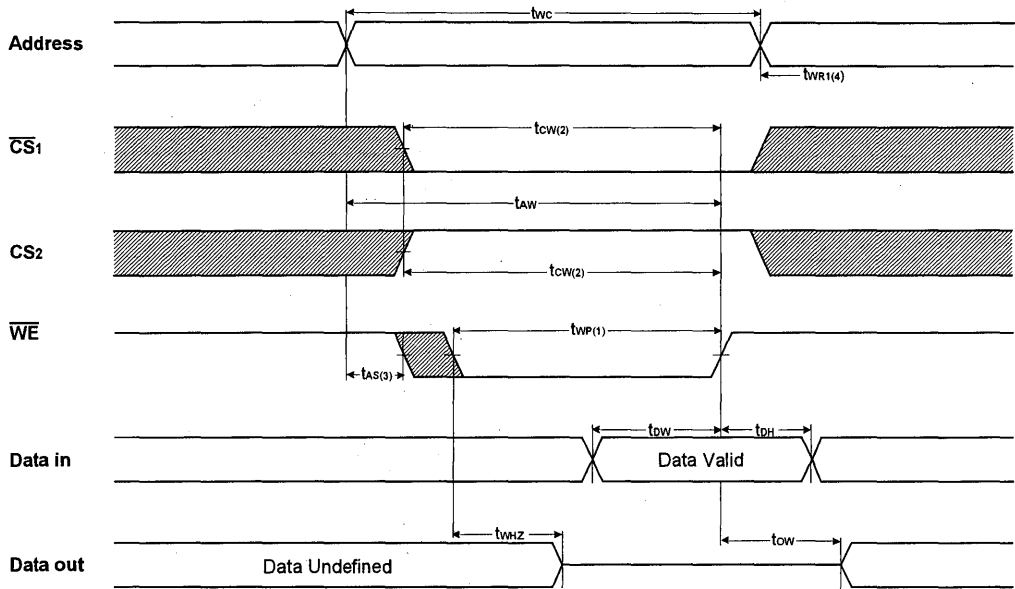 tWC
Address
tWR1(4)
tCW(2)
CS1
tAW
CS2
tCW(2)
WE
tWP(1)
tAS(3)
tDW
tDH
Data in
Data Valid
tWHZ
tOW
Data out
Data Undefined